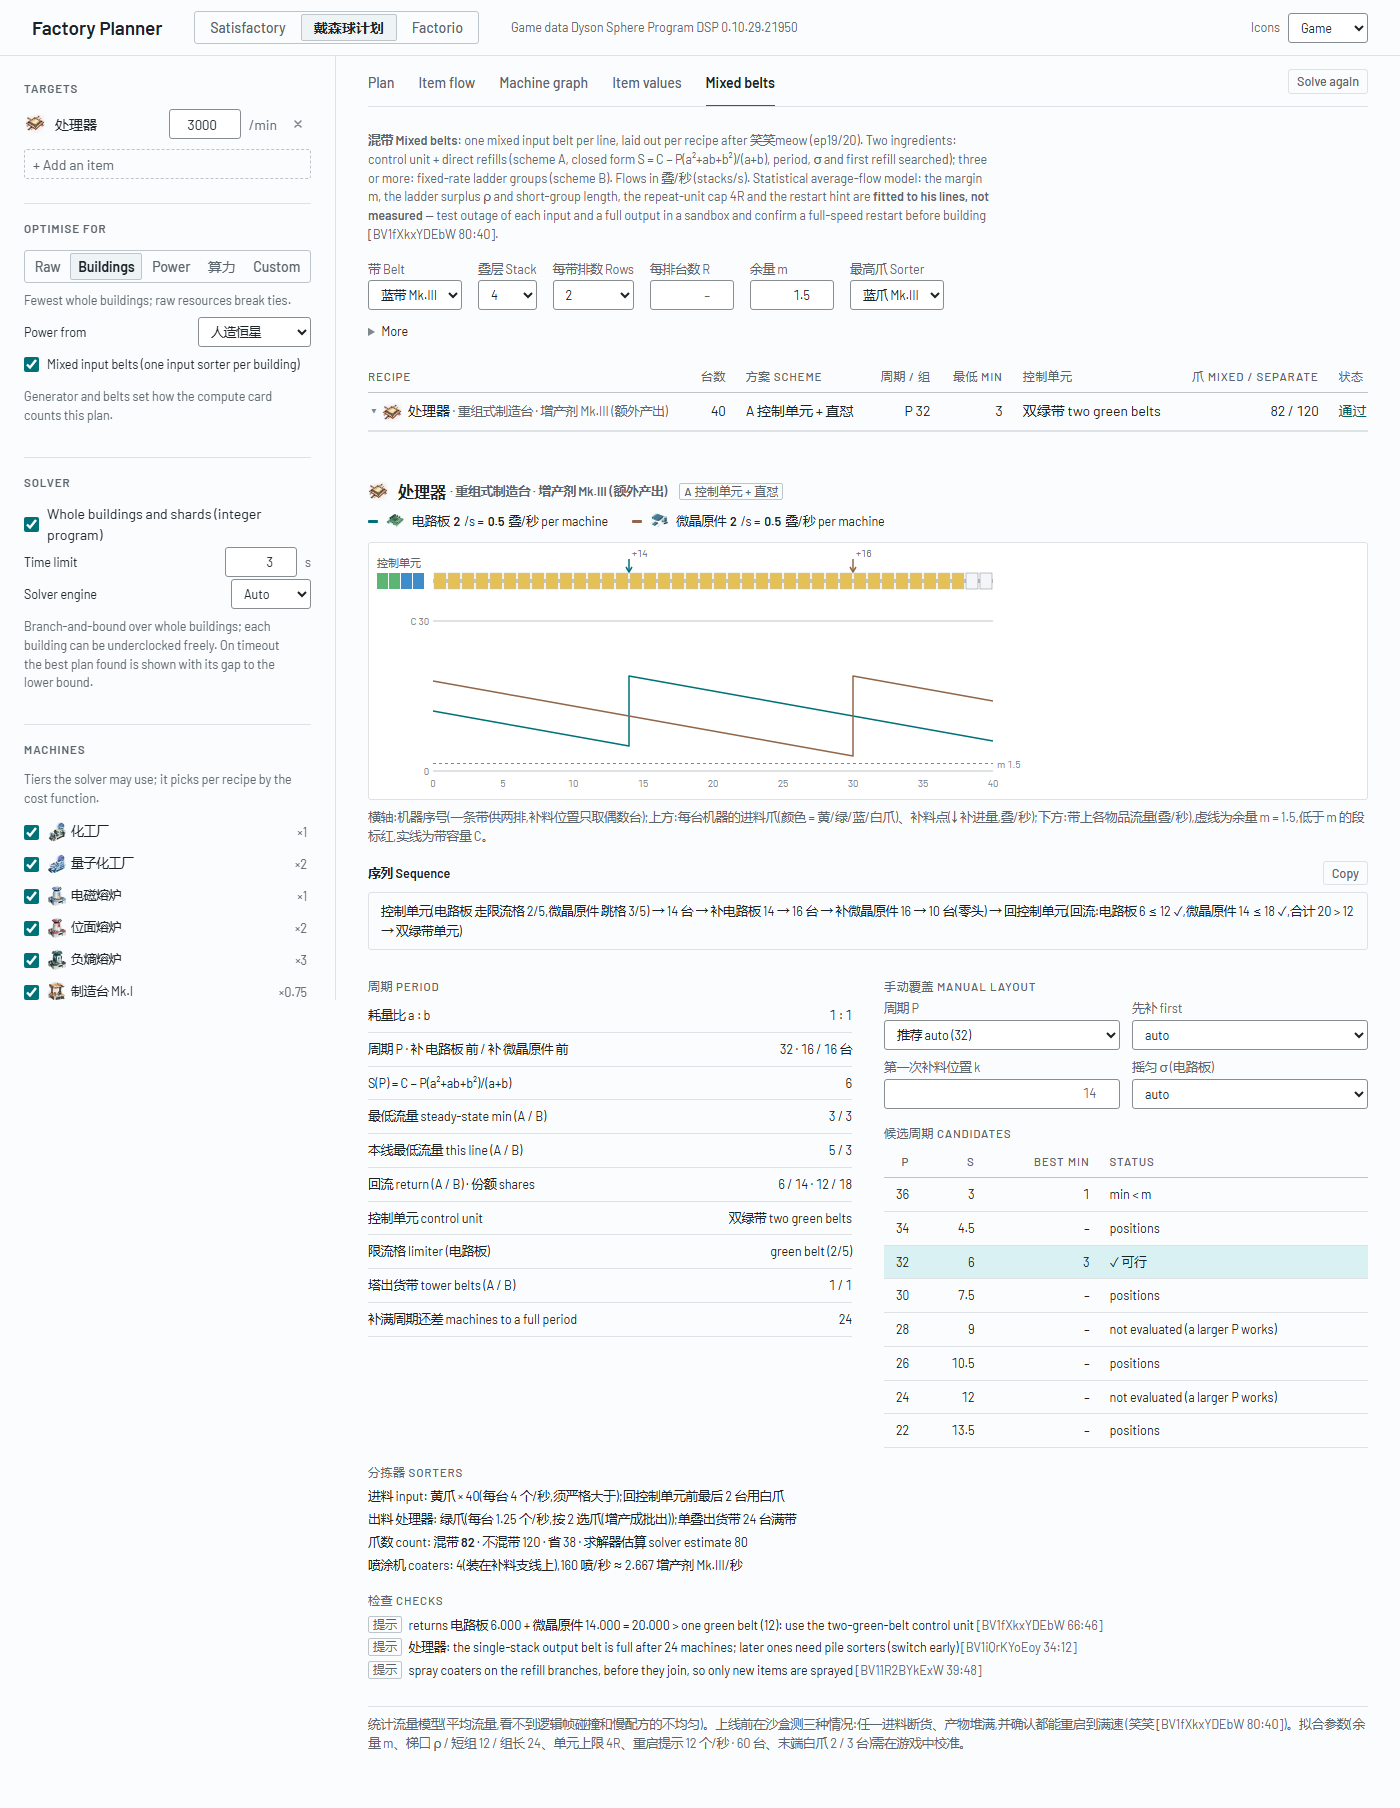 Factory Planner
Satisfactory 戴森球计划 Factorio
Game data Dyson Sphere Program DSP 0.10.29.21950
Icons Game
TARGETS
处理器 3000 /min ×
+ Add an item
OPTIMISE FOR
Raw Buildings Power 算力 Custom
Fewest whole buildings; raw resources break ties.
Power from 人造恒星
Mixed input belts (one input sorter per building)
Generator and belts set how the compute card
counts this plan.
SOLVER
Whole buildings and shards (integer
program)
Time limit 3 s
Solver engine Auto
Branch-and-bound over whole buildings; each
building can be underclocked freely. On timeout
the best plan found is shown with its gap to the
lower bound.
MACHINES
Tiers the solver may use; it picks per recipe by the
cost function.
化工厂 ×1
量子化工厂 ×2
电磁熔炉 ×1
位面熔炉 ×2
负熵熔炉 ×3
制造台 Mk.I ×0.75
Plan Item flow Machine graph Item values Mixed belts
Solve again
混带 Mixed belts: one mixed input belt per line, laid out per recipe after 笑笑meow (ep19/20). Two ingredients:
control unit + direct refills (scheme A, closed form S = C − P(a²+ab+b²)/(a+b), period, σ and first refill searched); three
or more: fixed-rate ladder groups (scheme B). Flows in 叠/秒 (stacks/s). Statistical average-flow model: the margin
m, the ladder surplus ρ and short-group length, the repeat-unit cap 4R and the restart hint are fitted to his lines, not
measured — test outage of each input and a full output in a sandbox and confirm a full-speed restart before building
[BV1fXkxYDEbW 80:40].
带 Belt 叠层 Stack 每带排数 Rows 每排台数 R 余量 m 最高爪 Sorter
蓝带 Mk.III 4 2 – 1.5 蓝爪 Mk.III
More
RECIPE 台数 方案 SCHEME 周期 / 组 最低 MIN 控制单元 爪 MIXED / SEPARATE 状态
处理器 · 重组式制造台 · 增产剂 Mk.III (额外产出) 40 A 控制单元 + 直怼 P 32 3 双绿带 two green belts 82 / 120 通过
处理器 · 重组式制造台 · 增产剂 Mk.III (额外产出) A 控制单元 + 直怼
电路板 2 /s = 0.5 叠/秒 per machine 微晶原件 2 /s = 0.5 叠/秒 per machine
控制单元 +14 +16
C 30
0 m 1.5
0 5 10 15 20 25 30 35 40
横轴:机器序号(一条带供两排,补料位置只取偶数台);上方:每台机器的进料爪(颜色 = 黄/绿/蓝/白爪)、补料点(↓补进量,叠/秒);下方:带上各物品流量(叠/秒),虚线为余量 m = 1.5,低于 m 的段
标红,实线为带容量 C。
序列 Sequence Copy
控制单元(电路板 走限流格 2/5,微晶原件 跳格 3/5) → 14 台 → 补电路板 14 → 16 台 → 补微晶原件 16 → 10 台(零头) → 回控制单元(回流:电路板 6 ≤ 12 ✓,微晶原件 14 ≤ 18 ✓,合计 20 > 12
→ 双绿带单元)
周期 PERIOD
耗量比 a : b 1 : 1
周期 P · 补 电路板 前 / 补 微晶原件 前 32 · 16 / 16 台
S(P) = C − P(a²+ab+b²)/(a+b) 6
最低流量 steady-state min (A / B) 3 / 3
本线最低流量 this line (A / B) 5 / 3
回流 return (A / B) · 份额 shares 6 / 14 · 12 / 18
控制单元 control unit 双绿带 two green belts
限流格 limiter (电路板) green belt (2/5)
塔出货带 tower belts (A / B) 1 / 1
补满周期还差 machines to a full period 24
手动覆盖 MANUAL LAYOUT
周期 P 先补 first
推荐 auto (32) auto
第一次补料位置 k 摇匀 σ (电路板)
14 auto
候选周期 CANDIDATES
P S BEST MIN STATUS
36 3 1 min < m
34 4.5 – positions
32 6 3 ✓ 可行
30 7.5 – positions
28 9 – not evaluated (a larger P works)
26 10.5 – positions
24 12 – not evaluated (a larger P works)
22 13.5 – positions
分拣器 SORTERS
进料 input: 黄爪 × 40(每台 4 个/秒,须严格大于);回控制单元前最后 2 台用白爪
出料 处理器: 绿爪(每台 1.25 个/秒,按 2 选爪(增产成批出));单叠出货带 24 台满带
爪数 count: 混带 82 · 不混带 120 · 省 38 · 求解器估算 solver estimate 80
喷涂机 coaters: 4(装在补料支线上),160 喷/秒 ≈ 2.667 增产剂 Mk.III/秒
检查 CHECKS
提示 returns 电路板 6.000 + 微晶原件 14.000 = 20.000 > one green belt (12): use the two-green-belt control unit [BV1fXkxYDEbW 66:46]
提示 处理器: the single-stack output belt is full after 24 machines; later ones need pile sorters (switch early) [BV1iQrKYoEoy 34:12]
提示 spray coaters on the refill branches, before they join, so only new items are sprayed [BV11R2BYkExW 39:48]
统计流量模型(平均流量,看不到逻辑帧碰撞和慢配方的不均匀)。上线前在沙盒测三种情况:任一进料断货、产物堆满,并确认都能重启到满速 (笑笑 [BV1fXkxYDEbW 80:40])。拟合参数(余
量 m、梯口 ρ / 短组 12 / 组长 24、单元上限 4R、重启提示 12 个/秒 · 60 台、末端白爪 2 / 3 台)需在游戏中校准。